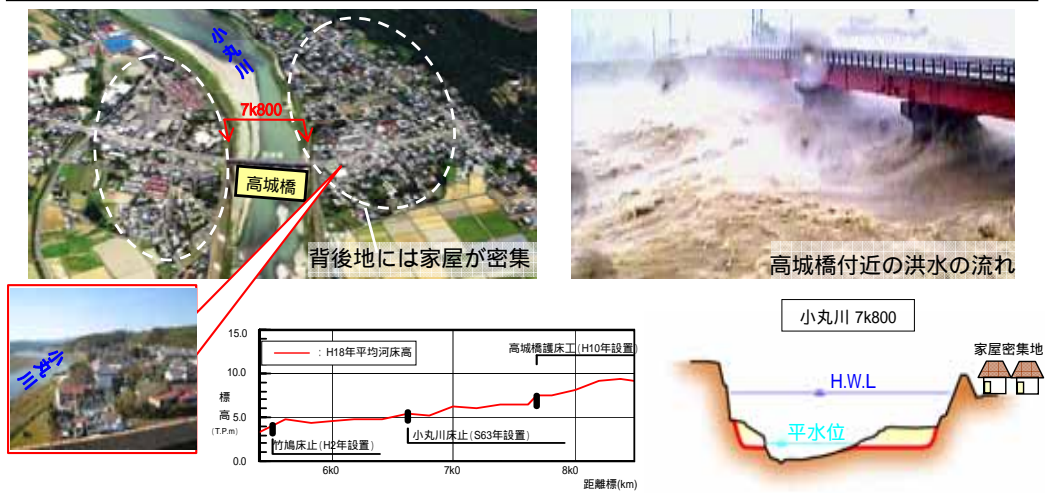 小丸川
7k800
高城橋
背後地には家屋が密集
高城橋付近の洪水の流れ
小丸川
15.0
10.0
5.0
0.0
標高
(T.P.m)
：H18年平均河床高
高城橋護床工(H10年設置)
竹鳩床止(H2年設置)
小丸川床止(S63年設置)
6k0
7k0
8k0
距離標(km)
小丸川 7k800
家屋密集地
H.W.L
平水位